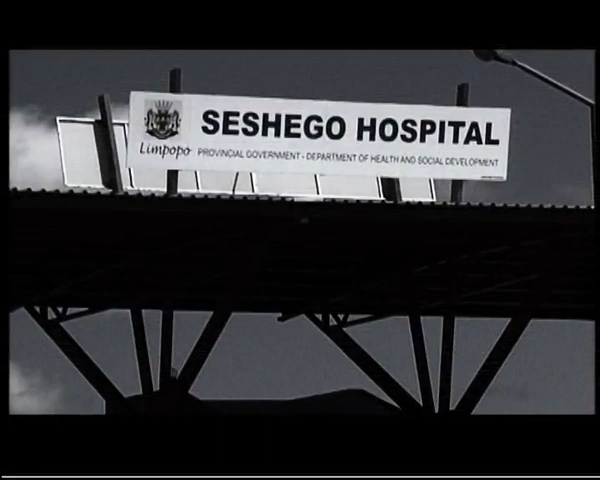 SESHEGO HOSPITAL
Limpopo PROVINCIAL GOVERNMENT - DEPARTMENT OF HEALTH AND SOCIAL DEVELOPMENT